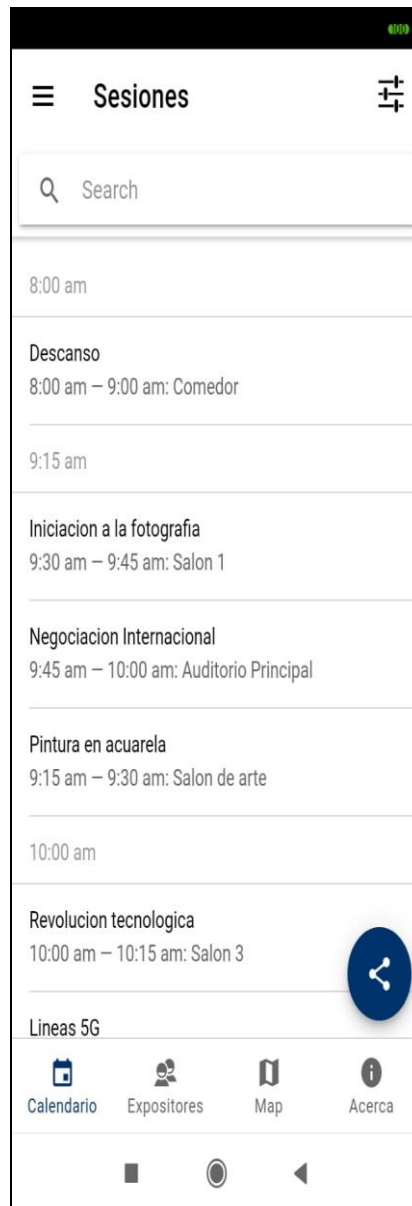 100
Sesiones
Search
8:00 am
Descanso
8:00 am – 9:00 am: Comedor
9:15 am
Iniciacion a la fotografia
9:30 am – 9:45 am: Salon 1
Negociacion Internacional
9:45 am – 10:00 am: Auditorio Principal
Pintura en acuarela
9:15 am – 9:30 am: Salon de arte
10:00 am
Revolucion tecnologica
10:00 am – 10:15 am: Salon 3
Lineas 5G
Calendario Expositores Map Acerca